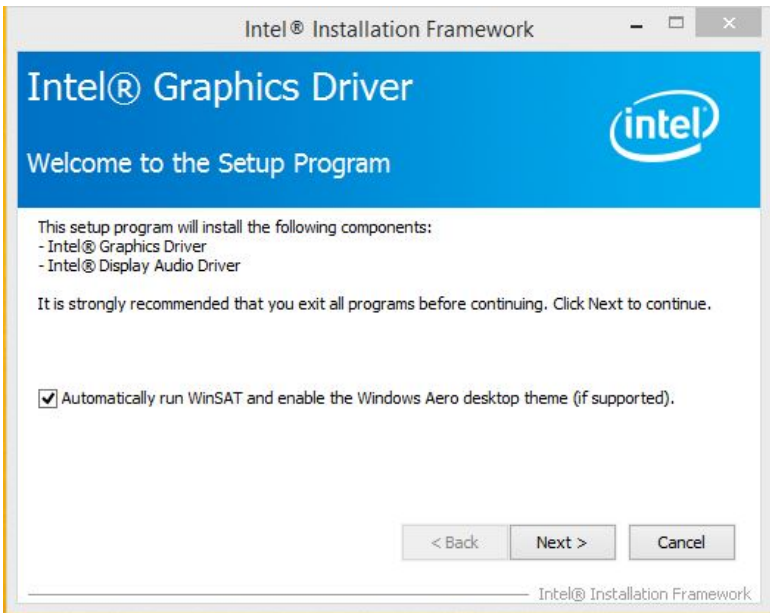 Intel® Installation Framework
Intel® Graphics Driver
intel
Welcome to the Setup Program
This setup program will install the following components:
- Intel® Graphics Driver
- Intel® Display Audio Driver
It is strongly recommended that you exit all programs before continuing. Click Next to continue.
Automatically run WinSAT and enable the Windows Aero desktop theme (if supported).
< Back Next > Cancel
Intel® Installation Framework